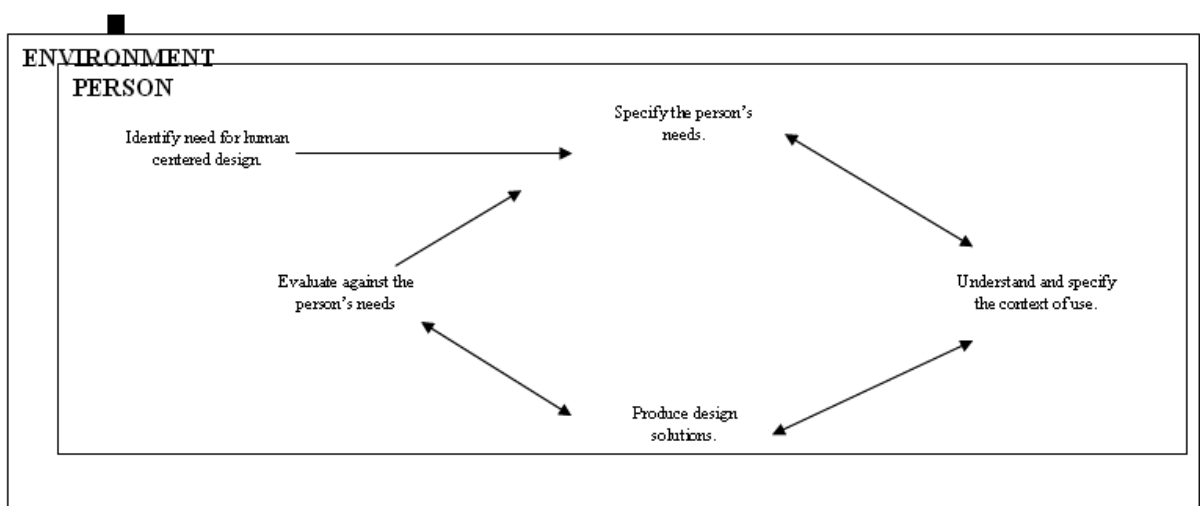 ENVIRONMENT
PERSON
Specify the person's
needs.
Identify need for human
centered design.
Evaluate against the
person's needs
Understand and specify
the context of use.
Produce design
solutions.